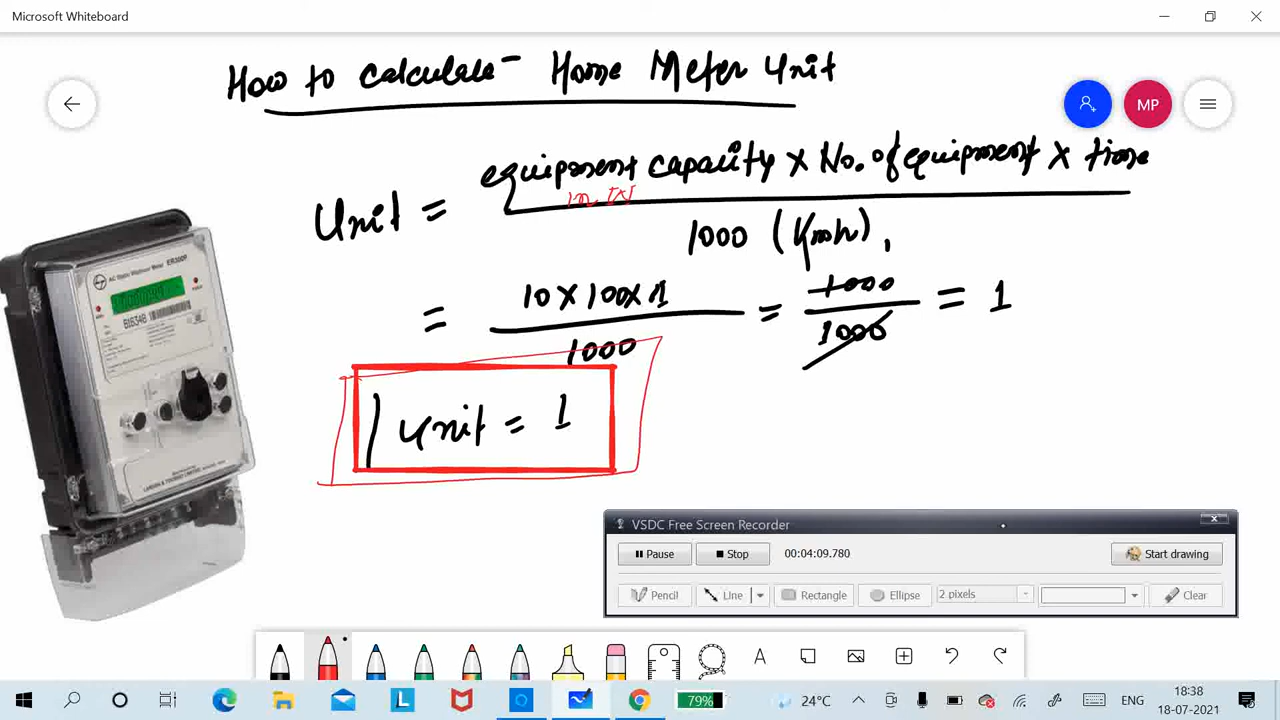 Microsoft Whiteboard
How to calculate- Home Meter Unit
MP
equipment capacity x No. of equipment x time
in W
Unit =
1000 (Kwh).
= 10 x 100 x 1 = 1000 = 1
1000 1000
Unit = 1
VSDC Free Screen Recorder
Pause Stop 00:04:09.780 Start drawing
Pencil Line Rectangle Ellipse 2 pixels Clear
A
79% 24°C ENG 18:38
18-07-2021